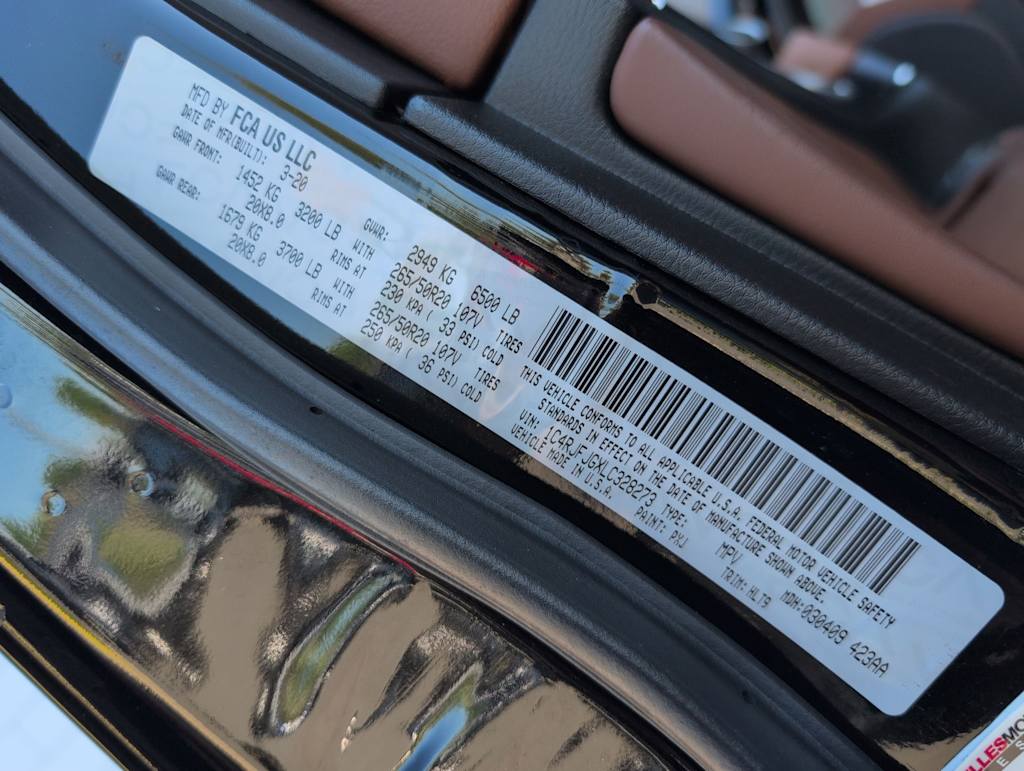 MFD BY FCA US LLC
DATE OF MFR(BUILT): 3-20
GVWR: 2949 KG 6500 LB
GAWR FRONT: 1452 KG 3200 LB WITH 265/50R20 107V TIRES
20X8.0 RIMS AT 230 KPA ( 33 PSI) COLD
GAWR REAR: 1679 KG 3700 LB WITH 265/50R20 107V TIRES
20X8.0 RIMS AT 250 KPA ( 36 PSI) COLD
THIS VEHICLE CONFORMS TO ALL APPLICABLE U.S.A. FEDERAL MOTOR VEHICLE SAFETY
STANDARDS IN EFFECT ON THE DATE OF MANUFACTURE SHOWN ABOVE.
VIN: 1C4RJFJGXLC328273 TYPE: MPV MDH:030409 423AA
VEHICLE MADE IN U.S.A. PAINT: PXJ TRIM: HLT9